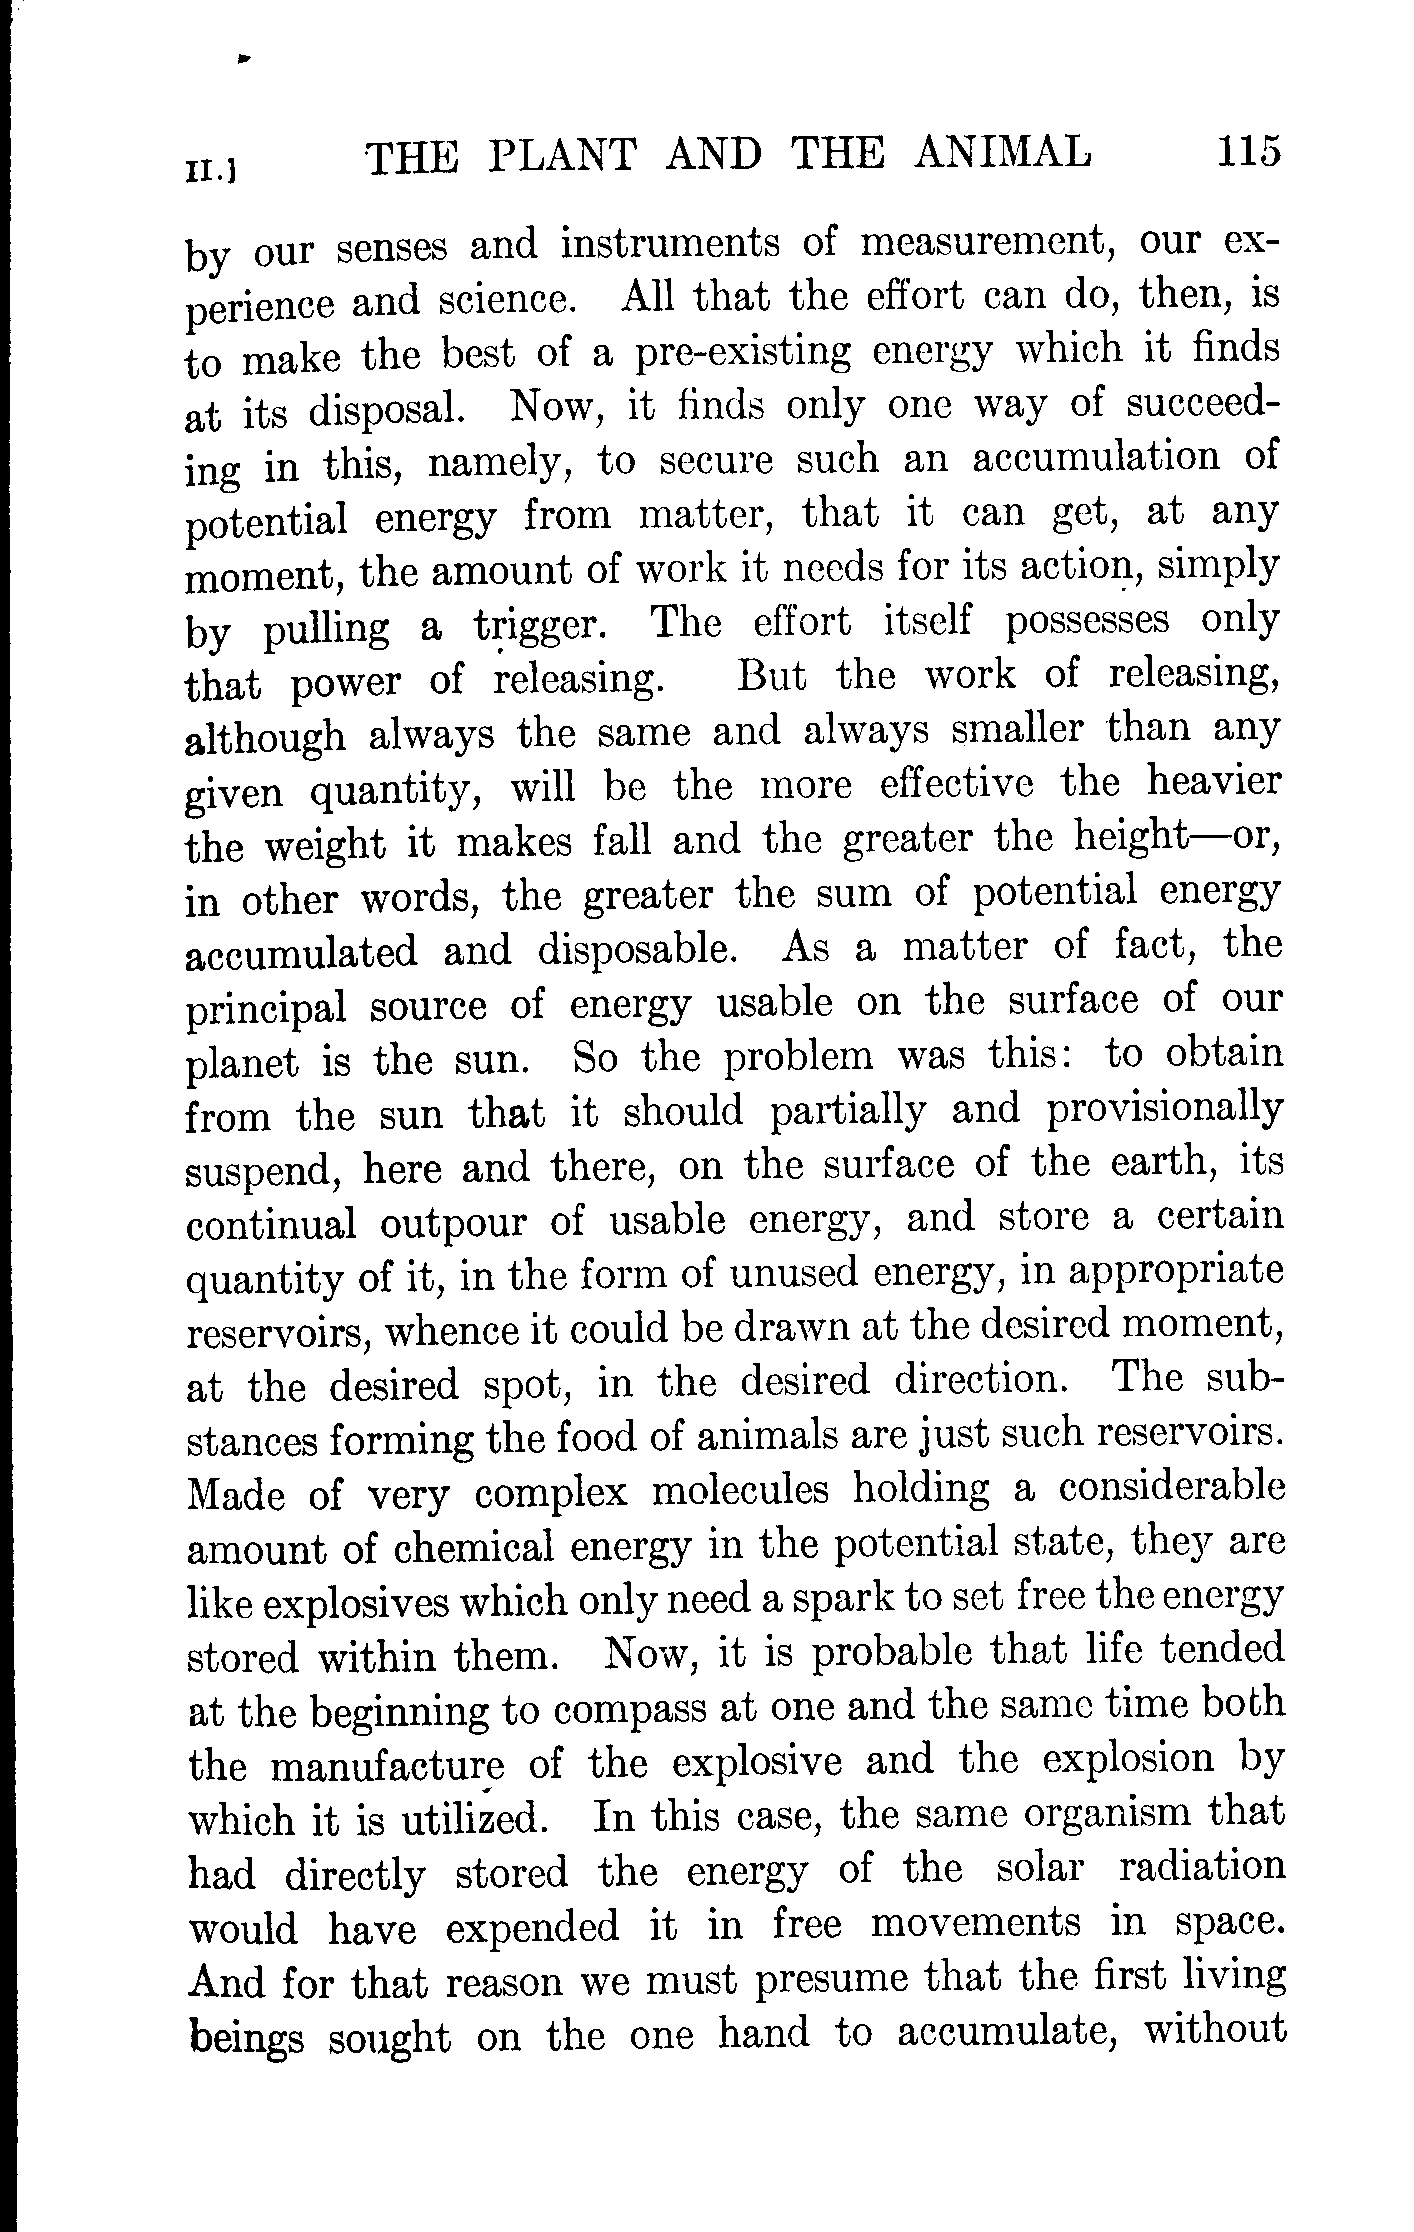 II.] THE PLANT AND THE ANIMAL 115
by our senses and instruments of measurement, our ex-
perience and science. All that the effort can do, then, is
to make the best of a pre-existing energy which it finds
at its disposal. Now, it finds only one way of succeed-
ing in this, namely, to secure such an accumulation of
potential energy from matter, that it can get, at any
moment, the amount of work it needs for its action, simply
by pulling a trigger. The effort itself possesses only
that power of releasing. But the work of releasing,
although always the same and always smaller than any
given quantity, will be the more effective the heavier
the weight it makes fall and the greater the height—or,
in other words, the greater the sum of potential energy
accumulated and disposable. As a matter of fact, the
principal source of energy usable on the surface of our
planet is the sun. So the problem was this: to obtain
from the sun that it should partially and provisionally
suspend, here and there, on the surface of the earth, its
continual outpour of usable energy, and store a certain
quantity of it, in the form of unused energy, in appropriate
reservoirs, whence it could be drawn at the desired moment,
at the desired spot, in the desired direction. The sub-
stances forming the food of animals are just such reservoirs.
Made of very complex molecules holding a considerable
amount of chemical energy in the potential state, they are
like explosives which only need a spark to set free the energy
stored within them. Now, it is probable that life tended
at the beginning to compass at one and the same time both
the manufacture of the explosive and the explosion by
which it is utilized. In this case, the same organism that
had directly stored the energy of the solar radiation
would have expended it in free movements in space.
And for that reason we must presume that the first living
beings sought on the one hand to accumulate, without